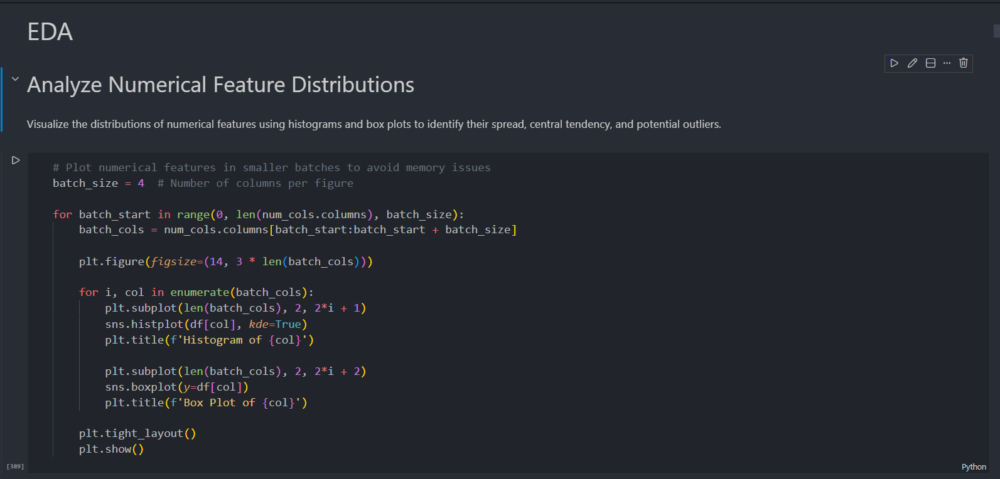 EDA
Analyze Numerical Feature Distributions
Visualize the distributions of numerical features using histograms and box plots to identify their spread, central tendency, and potential outliers.
# Plot numerical features in smaller batches to avoid memory issues
batch_size = 4  # Number of columns per figure
for batch_start in range(0, len(num_cols.columns), batch_size):
    batch_cols = num_cols.columns[batch_start:batch_start + batch_size]
    plt.figure(figsize=(14, 3 * len(batch_cols)))
    for i, col in enumerate(batch_cols):
        plt.subplot(len(batch_cols), 2, 2*i + 1)
        sns.histplot(df[col], kde=True)
        plt.title(f'Histogram of {col}')
        plt.subplot(len(batch_cols), 2, 2*i + 2)
        sns.boxplot(y=df[col])
        plt.title(f'Box Plot of {col}')
    plt.tight_layout()
    plt.show()
[389]
Python